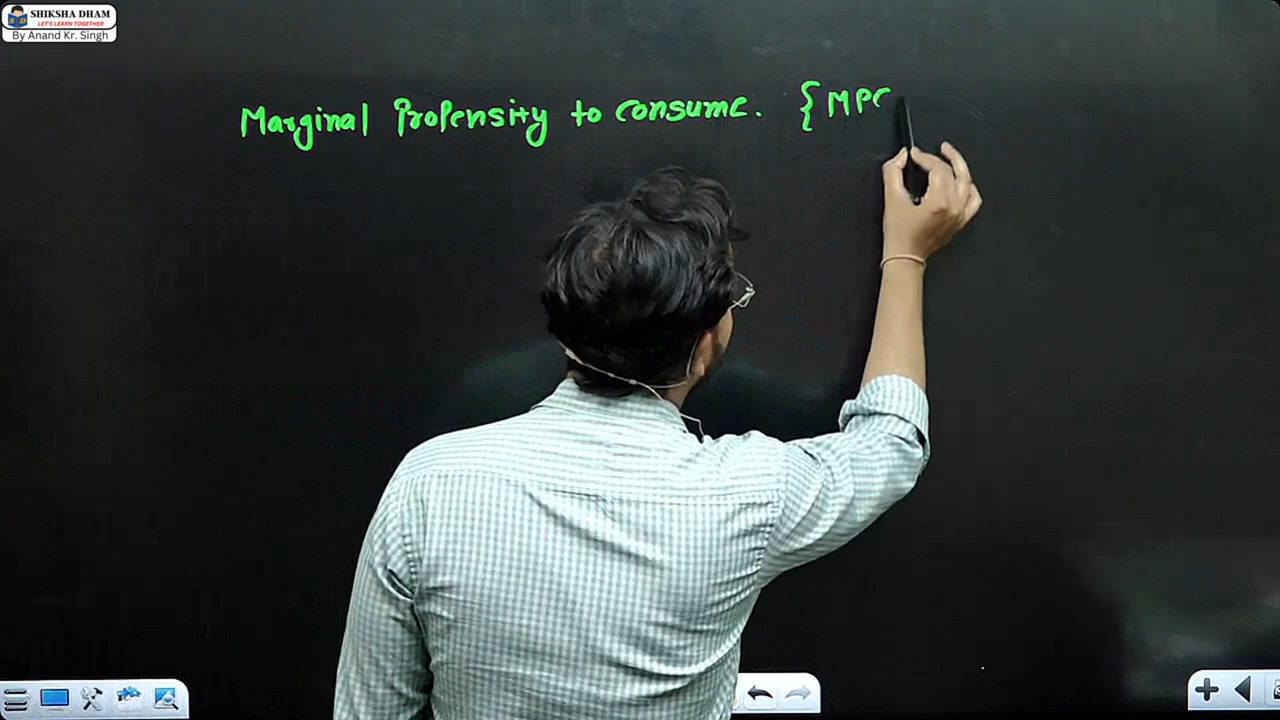 SHIKSHA DHAM
LET'S LEARN TOGETHER
By Anand Kr. Singh
Marginal Propensity to consume. {MPC